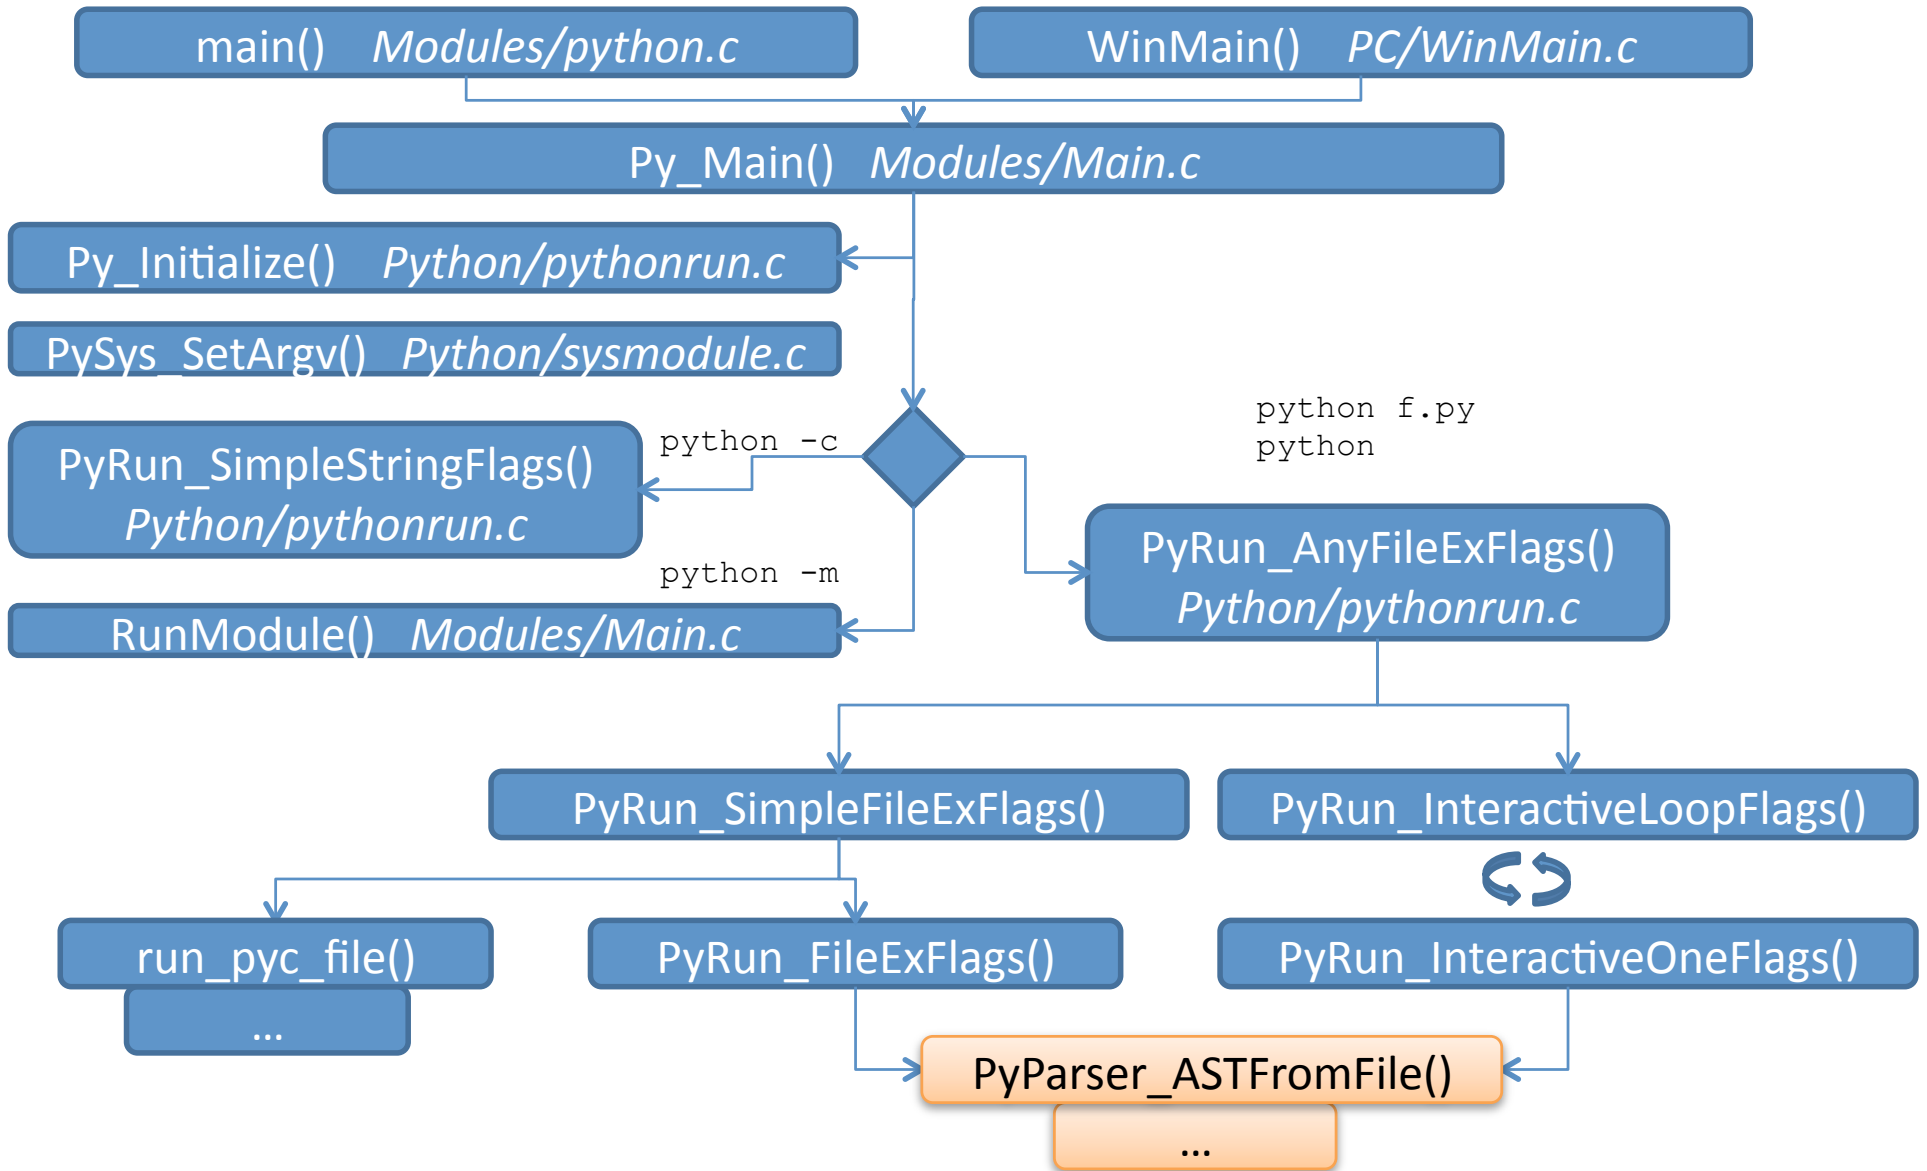 main() Modules/python.c
WinMain() PC/WinMain.c
Py_Main() Modules/Main.c
Py_Initialize() Python/pythonrun.c
PySys_SetArgv() Python/sysmodule.c
python -c
python f.py
python
PyRun_SimpleStringFlags()
Python/pythonrun.c
PyRun_AnyFileExFlags()
Python/pythonrun.c
python -m
RunModule() Modules/Main.c
PyRun_SimpleFileExFlags()
PyRun_InteractiveLoopFlags()
run_pyc_file()
...
PyRun_FileExFlags()
PyRun_InteractiveOneFlags()
PyParser_ASTFromFile()
...